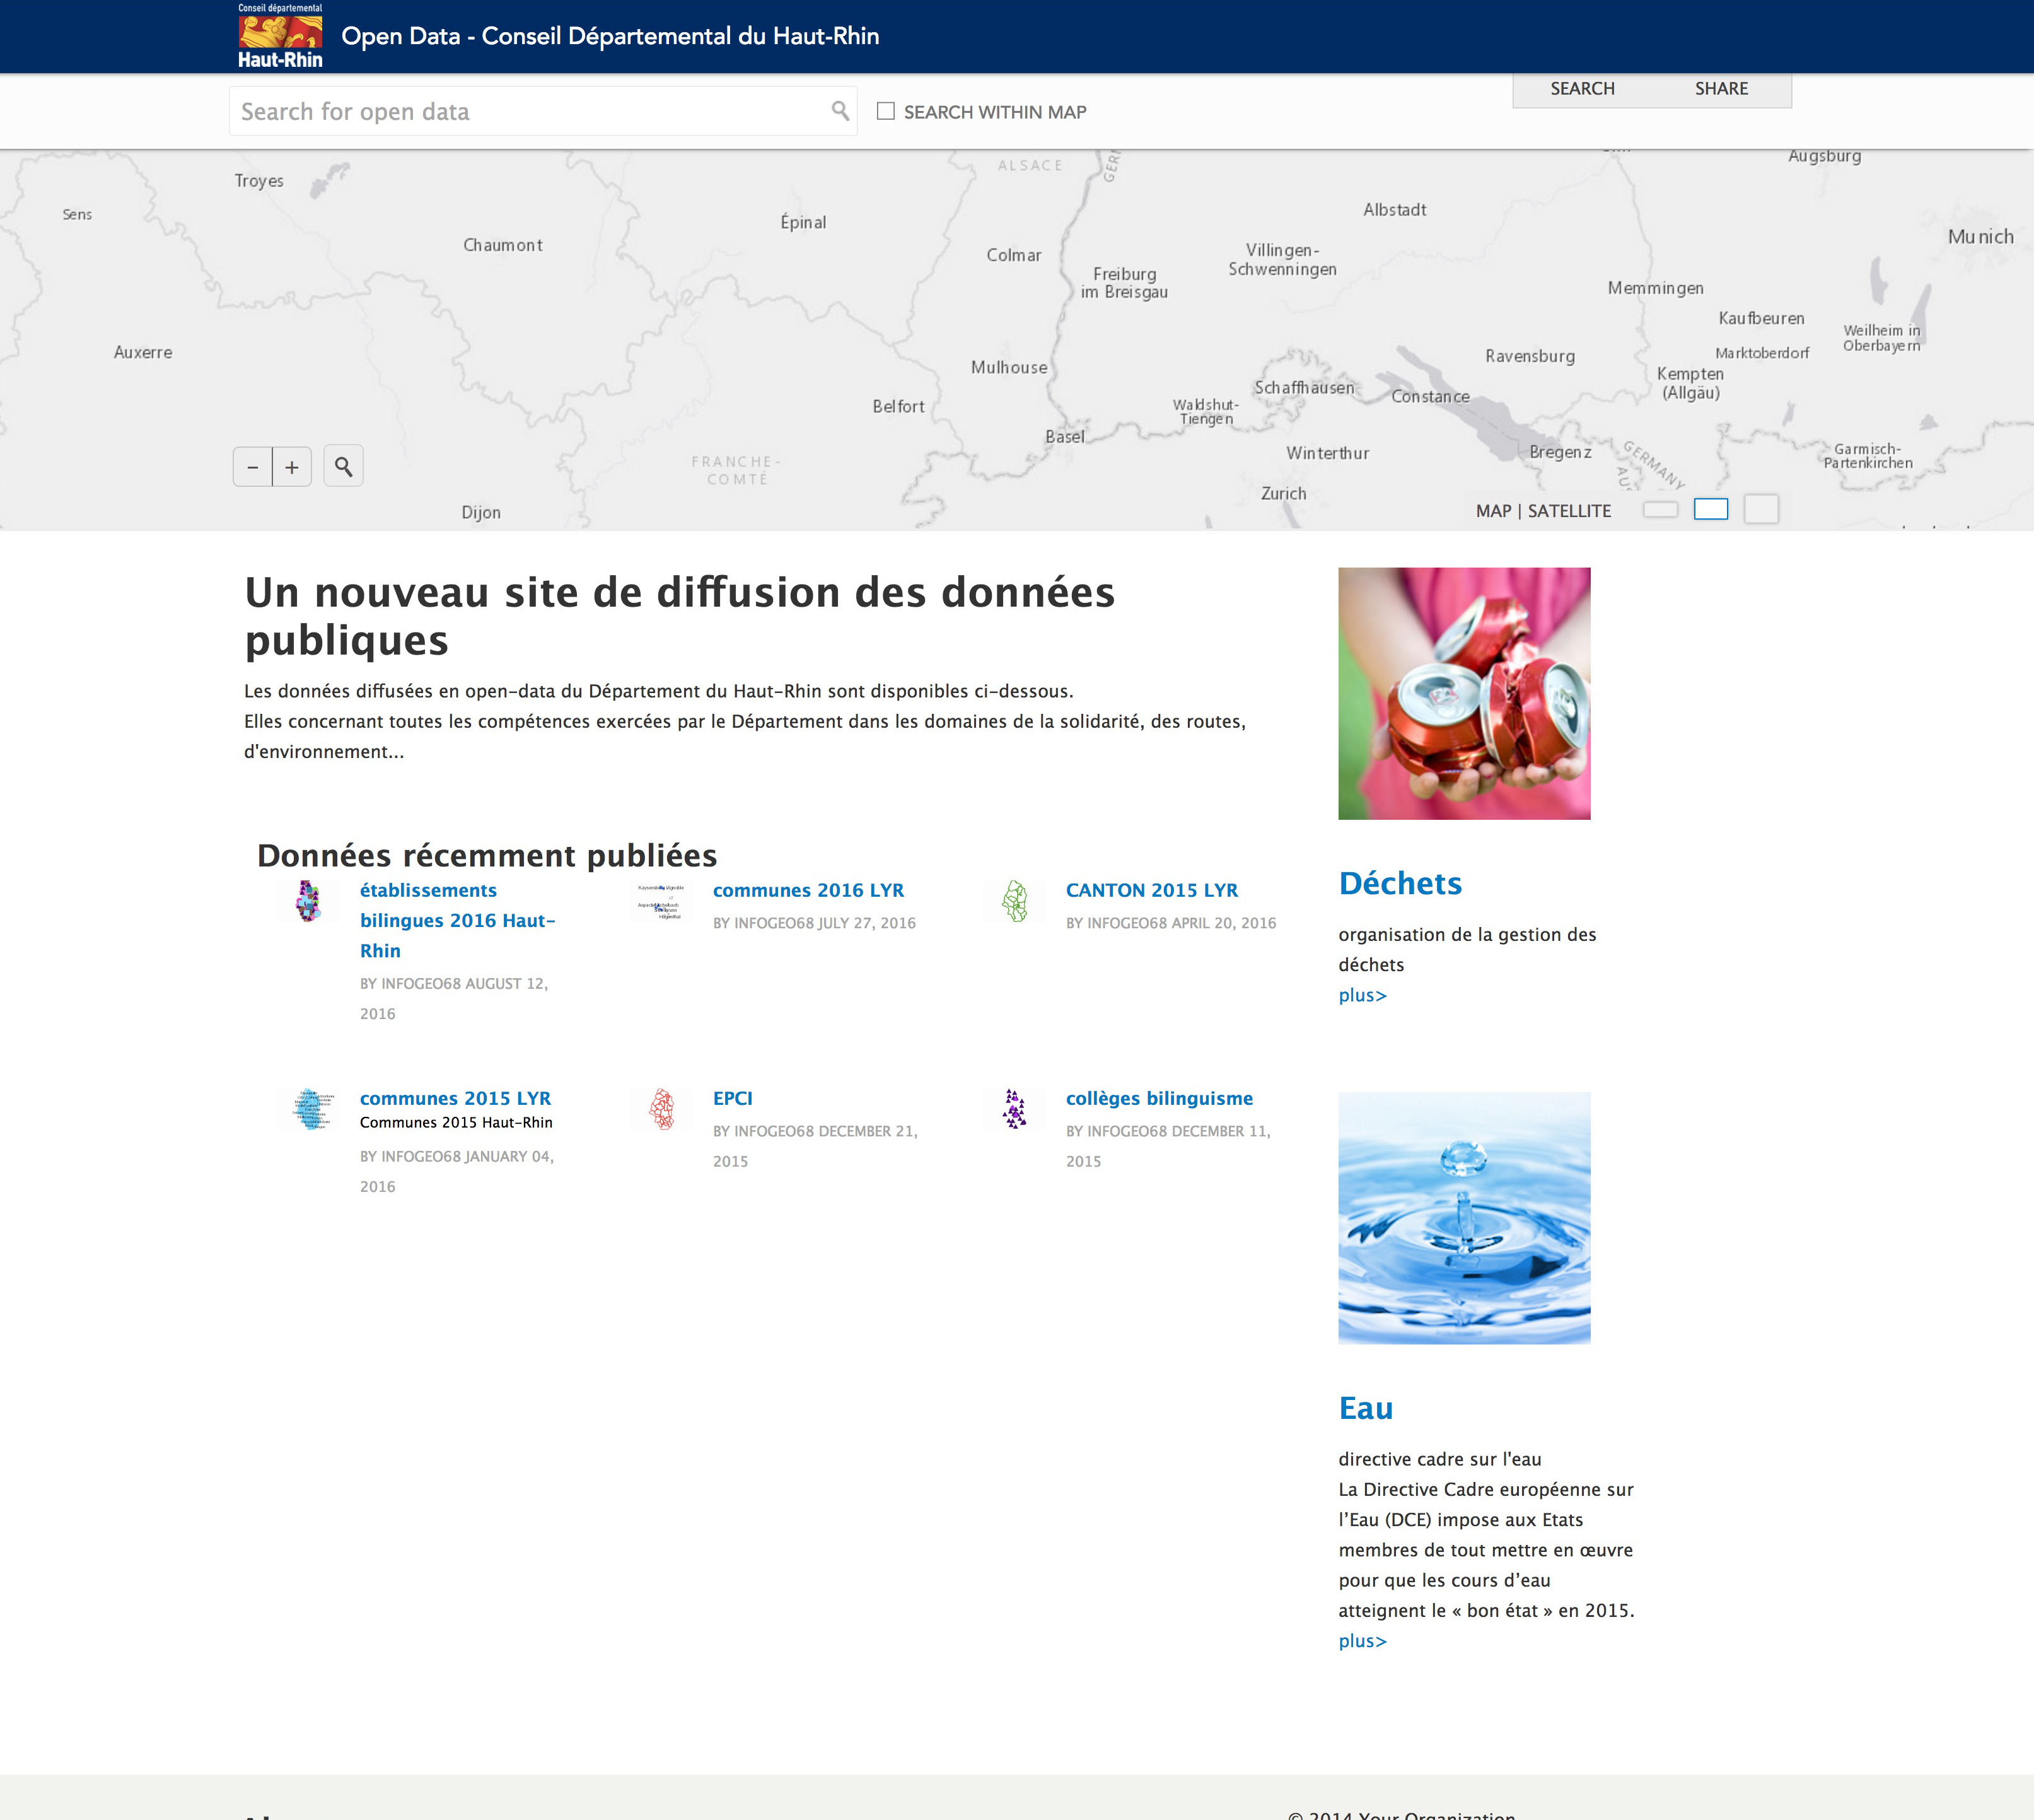 Conseil départemental
Haut-Rhin
Open Data - Conseil Départemental du Haut-Rhin
Search for open data
SEARCH WITHIN MAP
SEARCH
SHARE
ALSACE
Augsburg
Troyes
Sens
Épinal
Albstadt
Chaumont
Colmar
Villingen-
Schwenningen
Munich
Freiburg
im Breisgau
Memmingen
Kaufbeuren
Weilheim in
Oberbayern
Auxerre
Mulhouse
Ravensburg
Marktoberdorf
Kempten
(Allgäu)
Schaffhausen
Constance
Belfort
Waldshut-
Tiengen
Basel
Winterthur
Bregenz
GERMANY
Garmisch-
Partenkirchen
FRANCHE-
COMTÉ
Zurich
Dijon
− +
MAP | SATELLITE
Un nouveau site de diffusion des données
publiques
Les données diffusées en open-data du Département du Haut-Rhin sont disponibles ci-dessous.
Elles concernant toutes les compétences exercées par le Département dans les domaines de la solidarité, des routes,
d'environnement...
Données récemment publiées
établissements
bilingues 2016 Haut-
Rhin
BY INFOGEO68 AUGUST 12,
2016
communes 2016 LYR
BY INFOGEO68 JULY 27, 2016
CANTON 2015 LYR
BY INFOGEO68 APRIL 20, 2016
communes 2015 LYR
Communes 2015 Haut-Rhin
BY INFOGEO68 JANUARY 04,
2016
EPCI
BY INFOGEO68 DECEMBER 21,
2015
collèges bilinguisme
BY INFOGEO68 DECEMBER 11,
2015
Déchets
organisation de la gestion des
déchets
plus>
Eau
directive cadre sur l'eau
La Directive Cadre européenne sur
l’Eau (DCE) impose aux Etats
membres de tout mettre en œuvre
pour que les cours d’eau
atteignent le « bon état » en 2015.
plus>
© 2014 Your Organization